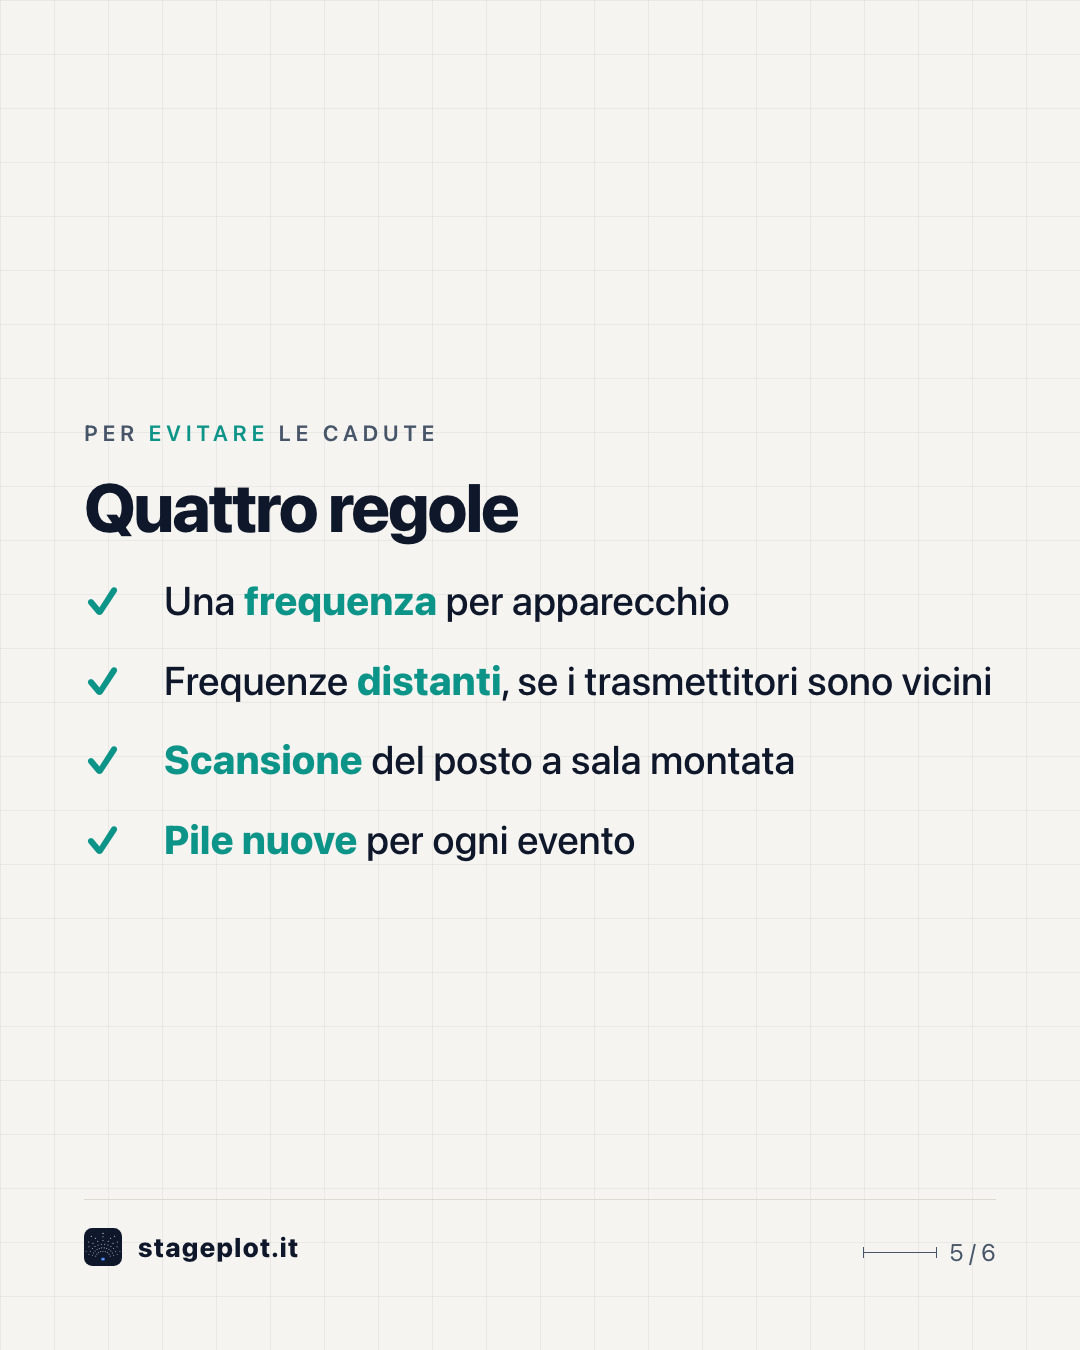 PER EVITARE LE CADUTE
Quattro regole
Una frequenza per apparecchio
Frequenze distanti, se i trasmettitori sono vicini
Scansione del posto a sala montata
Pile nuove per ogni evento
stageplot.it
5 / 6